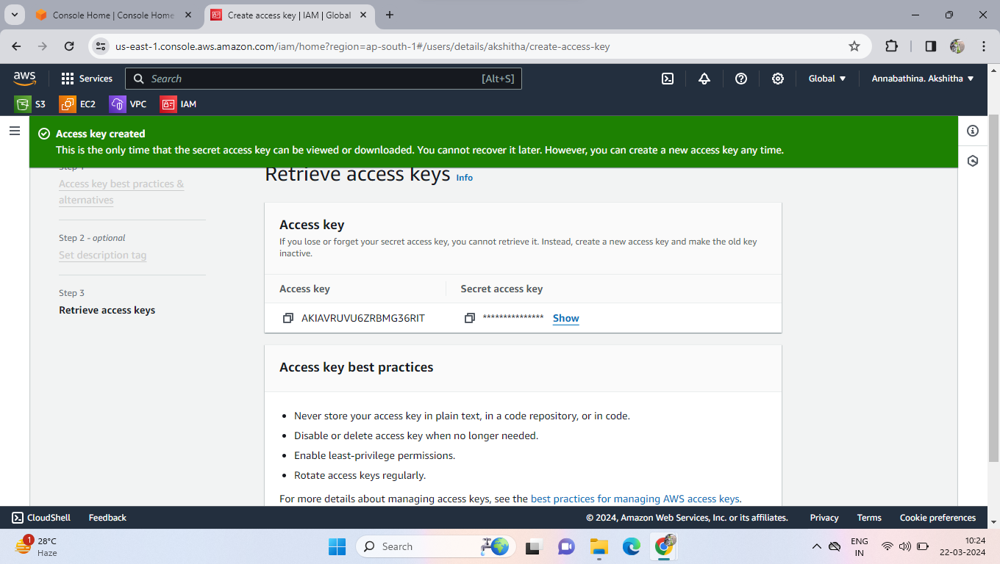 Console Home | Console Home
Create access key | IAM | Global
us-east-1.console.aws.amazon.com/iam/home?region=ap-south-1#/users/details/akshitha/create-access-key
aws
Services
Search
[Alt+S]
Global
Annabathina. Akshitha
S3
EC2
VPC
IAM
Access key created
This is the only time that the secret access key can be viewed or downloaded. You cannot recover it later. However, you can create a new access key any time.
Step 1
Access key best practices &
alternatives
Step 2 - optional
Set description tag
Step 3
Retrieve access keys
Retrieve access keys Info
Access key
If you lose or forget your secret access key, you cannot retrieve it. Instead, create a new access key and make the old key
inactive.
Access key
Secret access key
AKIAVRUVU6ZRBMG36RIT
*************** Show
Access key best practices
• Never store your access key in plain text, in a code repository, or in code.
• Disable or delete access key when no longer needed.
• Enable least-privilege permissions.
• Rotate access keys regularly.
For more details about managing access keys, see the best practices for managing AWS access keys.
CloudShell
Feedback
© 2024, Amazon Web Services, Inc. or its affiliates.
Privacy
Terms
Cookie preferences
1
28°C
Haze
Search
ENG
IN
10:24
22-03-2024